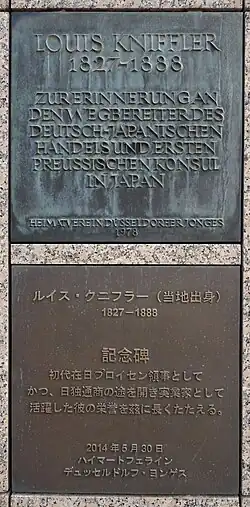 LOUIS KNIFFLER
1827-1888
ZUR ERINNERUNG AN
DEN WEGBEREITER DES
DEUTSCH-JAPANISCHEN
HANDELS UND ERSTEN
PREUSSISCHEN KONSUL
IN JAPAN
HEIMATVEREIN DÜSSELDORFER JONGES
1978
ルイス・クニフラー（当地出身）
1827－1888
記念碑
初代在日プロイセン領事として
かつ、日独通商の途を開き実業家として
活躍した彼の栄誉を茲に長くたたえる。
2014年5月30日
ハイマートフェライン
デュッセルドルフ・ヨンゲス